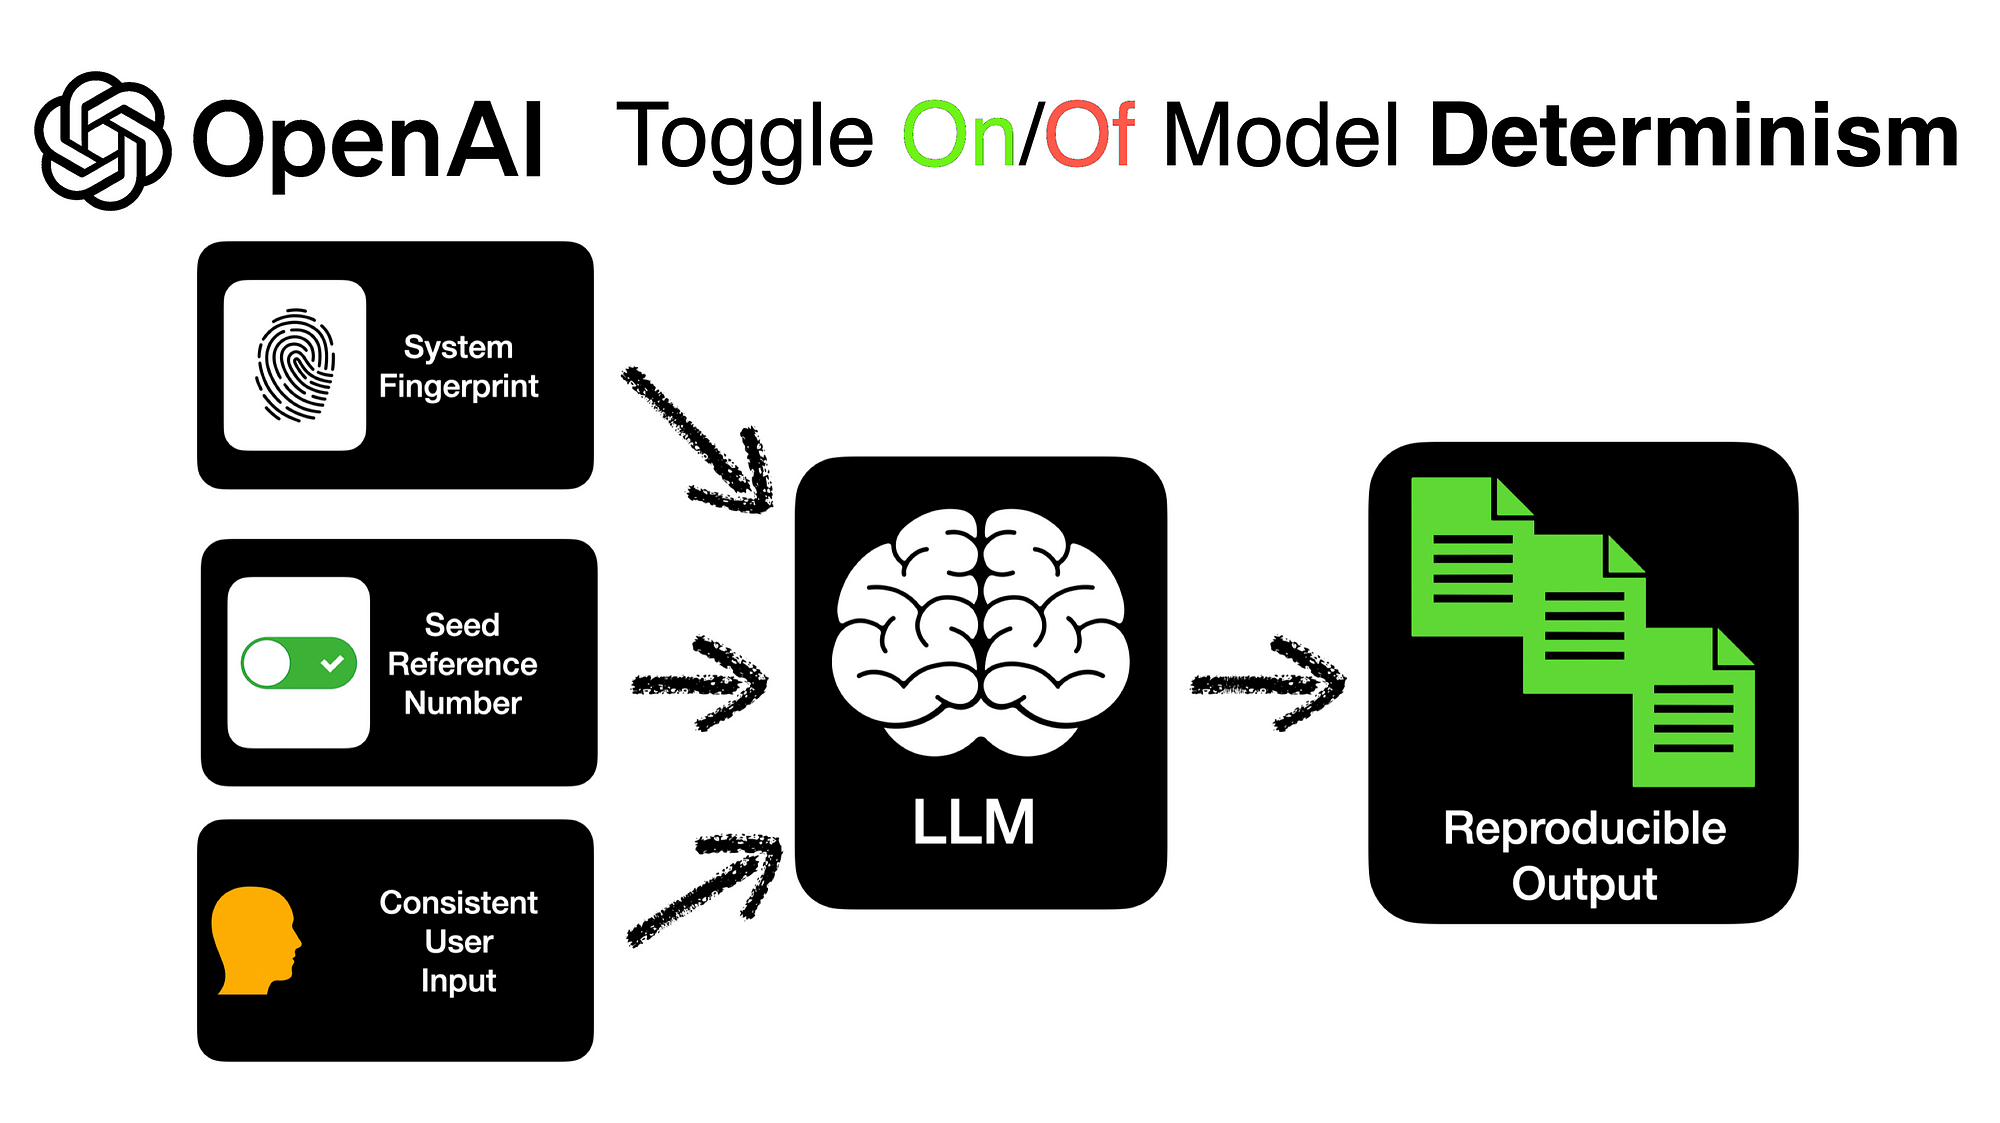 OpenAI Toggle On/Of Model Determinism
System
Fingerprint
Seed
Reference
Number
Consistent
User
Input
LLM
Reproducible
Output